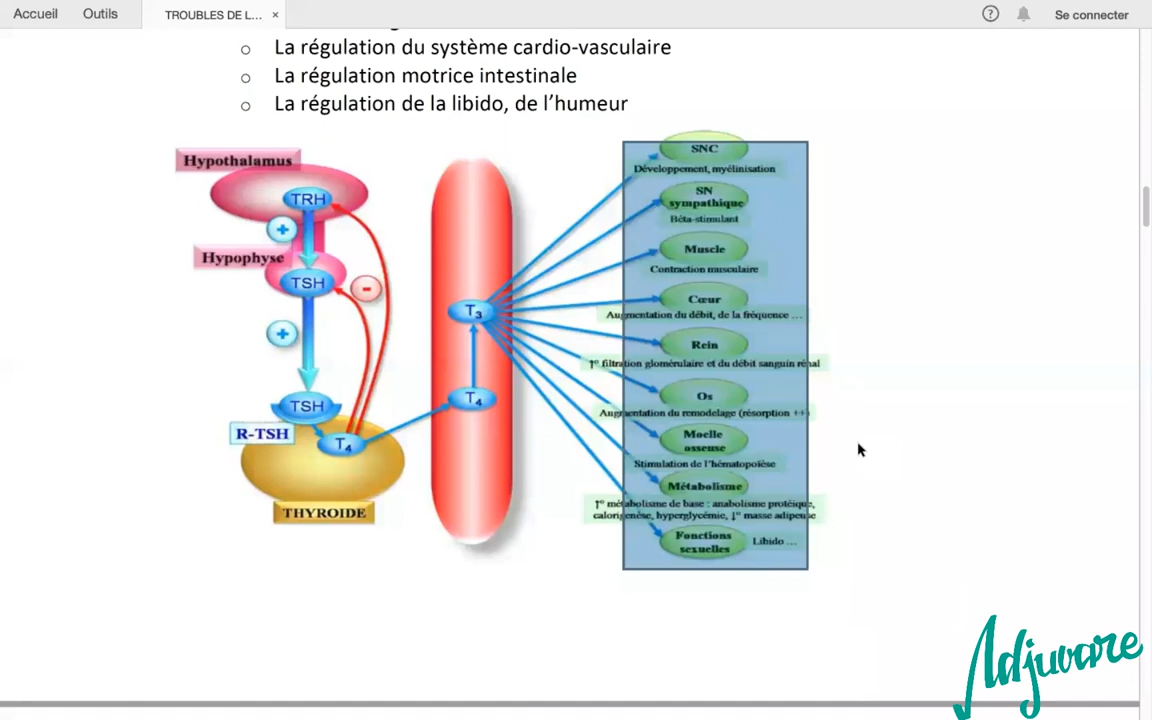 Accueil
Outils
TROUBLES DE L... ×
?
Se connecter
o La régulation du système cardio-vasculaire
o La régulation motrice intestinale
o La régulation de la libido, de l’humeur
Hypothalamus
TRH
+
Hypophyse
TSH
-
+
TSH
R-TSH
T4
THYROIDE
T3
T4
SNC
Développement, myélinisation
SN
sympathique
Béta-stimulant
Muscle
Contraction musculaire
Cœur
Augmentation du débit, de la fréquence ...
Rein
↑° filtration glomérulaire et du débit sanguin rénal
Os
Augmentation du remodelage (résorption ++)
Moelle
osseuse
Stimulation de l’hématopoïèse
Métabolisme
↑° métabolisme de base : anabolisme protéique,
calorigenèse, hyperglycémie, ↓° masse adipeuse
Fonctions
sexuelles
Libido ...
Adjuvare